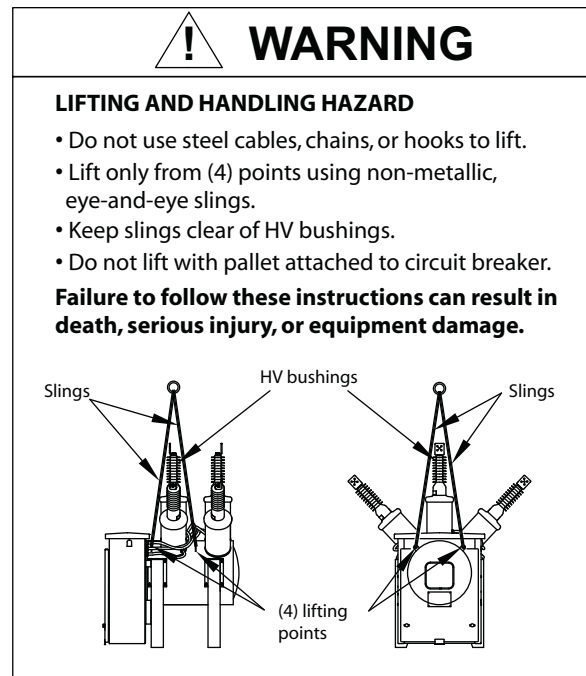 ! WARNING
LIFTING AND HANDLING HAZARD
• Do not use steel cables, chains, or hooks to lift.
• Lift only from (4) points using non-metallic,
eye-and-eye slings.
• Keep slings clear of HV bushings.
• Do not lift with pallet attached to circuit breaker.
Failure to follow these instructions can result in
death, serious injury, or equipment damage.
Slings
HV bushings
Slings
(4) lifting
points